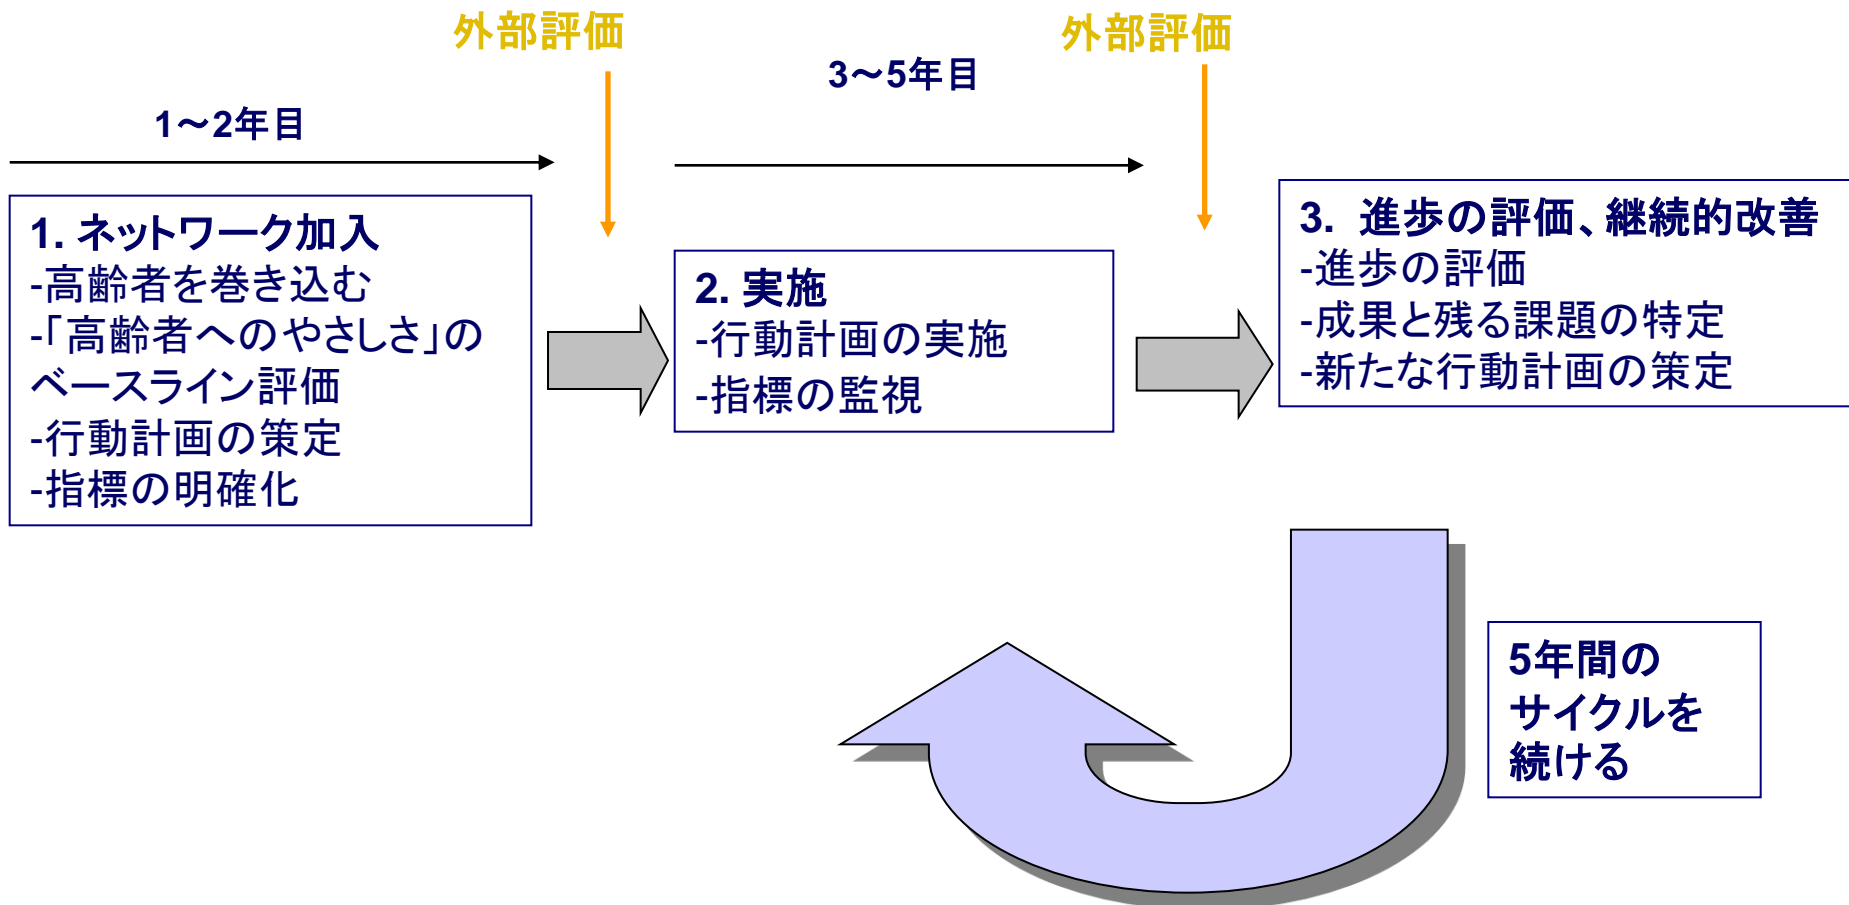 外部評価
外部評価
3～5年目
1～2年目
1. ネットワーク加入
-高齢者を巻き込む
-「高齢者へのやさしさ」の
ベースライン評価
-行動計画の策定
-指標の明確化
2. 実施
-行動計画の実施
-指標の監視
3. 進歩の評価、継続的改善
-進歩の評価
-成果と残る課題の特定
-新たな行動計画の策定
5年間の
サイクルを
続ける